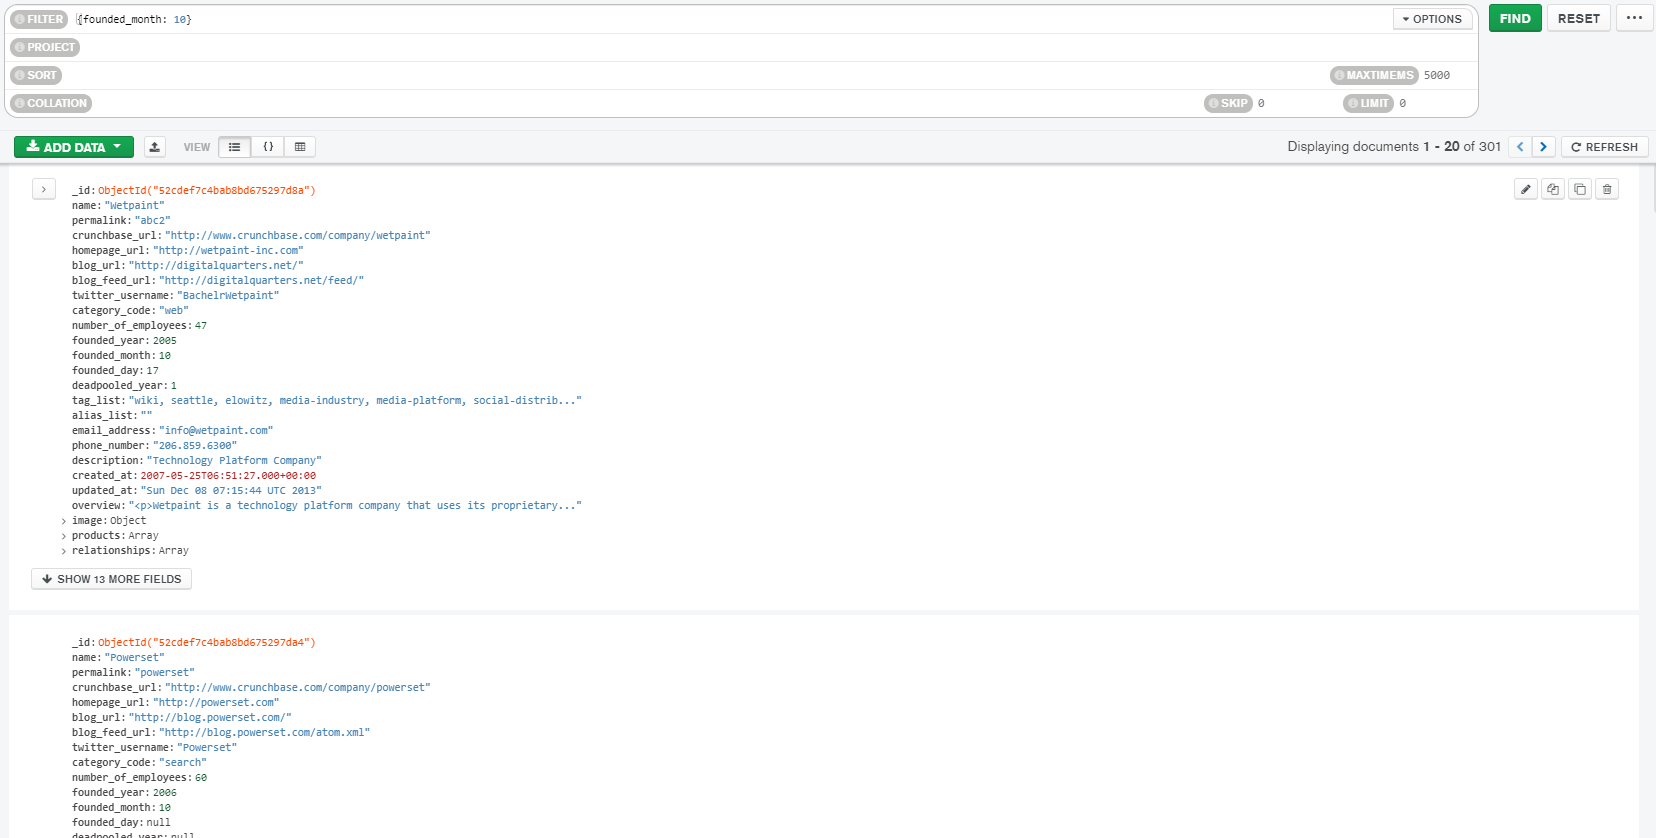 FILTER {founded_month: 10} OPTIONS FIND RESET ...
PROJECT
SORT MAXTIMEMS 5000
COLLATION SKIP 0 LIMIT 0
ADD DATA VIEW {} Displaying documents 1 - 20 of 301 REFRESH
_id: ObjectId("52cdef7c4bab8bd675297d8a")
name: "Wetpaint"
permalink: "abc2"
crunchbase_url: "http://www.crunchbase.com/company/wetpaint"
homepage_url: "http://wetpaint-inc.com"
blog_url: "http://digitalquarters.net/"
blog_feed_url: "http://digitalquarters.net/feed/"
twitter_username: "BachelrWetpaint"
category_code: "web"
number_of_employees: 47
founded_year: 2005
founded_month: 10
founded_day: 17
deadpooled_year: 1
tag_list: "wiki, seattle, elowitz, media-industry, media-platform, social-distrib..."
alias_list: ""
email_address: "info@wetpaint.com"
phone_number: "206.859.6300"
description: "Technology Platform Company"
created_at: 2007-05-25T06:51:27.000+00:00
updated_at: "Sun Dec 08 07:15:44 UTC 2013"
overview: "<p>Wetpaint is a technology platform company that uses its proprietary..."
image: Object
products: Array
relationships: Array
SHOW 13 MORE FIELDS
_id: ObjectId("52cdef7c4bab8bd675297da4")
name: "Powerset"
permalink: "powerset"
crunchbase_url: "http://www.crunchbase.com/company/powerset"
homepage_url: "http://powerset.com"
blog_url: "http://blog.powerset.com/"
blog_feed_url: "http://blog.powerset.com/atom.xml"
twitter_username: "Powerset"
category_code: "search"
number_of_employees: 60
founded_year: 2006
founded_month: 10
founded_day: null
deadpooled_year: null